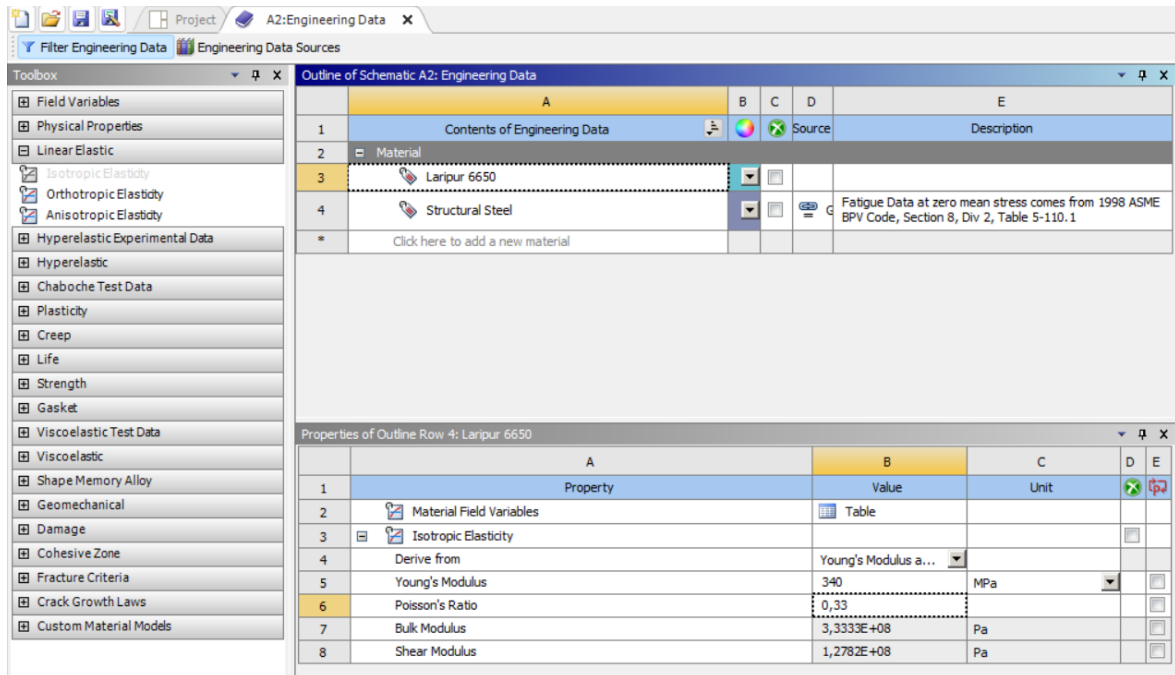 Project
A2:Engineering Data
Filter Engineering Data
Engineering Data Sources
Toolbox
Field Variables
Physical Properties
Linear Elastic
Isotropic Elasticity
Orthotropic Elasticity
Anisotropic Elasticity
Hyperelastic Experimental Data
Hyperelastic
Chaboche Test Data
Plasticity
Creep
Life
Strength
Gasket
Viscoelastic Test Data
Viscoelastic
Shape Memory Alloy
Geomechanical
Damage
Cohesive Zone
Fracture Criteria
Crack Growth Laws
Custom Material Models
Outline of Schematic A2: Engineering Data
A B C D E
1 Contents of Engineering Data Source Description
2 Material
3 Laripur 6650
4 Structural Steel G Fatigue Data at zero mean stress comes from 1998 ASME
BPV Code, Section 8, Div 2, Table 5-110.1
* Click here to add a new material
Properties of Outline Row 4: Laripur 6650
A B C D E
1 Property Value Unit
2 Material Field Variables Table
3 Isotropic Elasticity
4 Derive from Young's Modulus a...
5 Young's Modulus 340 MPa
6 Poisson's Ratio 0,33
7 Bulk Modulus 3,3333E+08 Pa
8 Shear Modulus 1,2782E+08 Pa